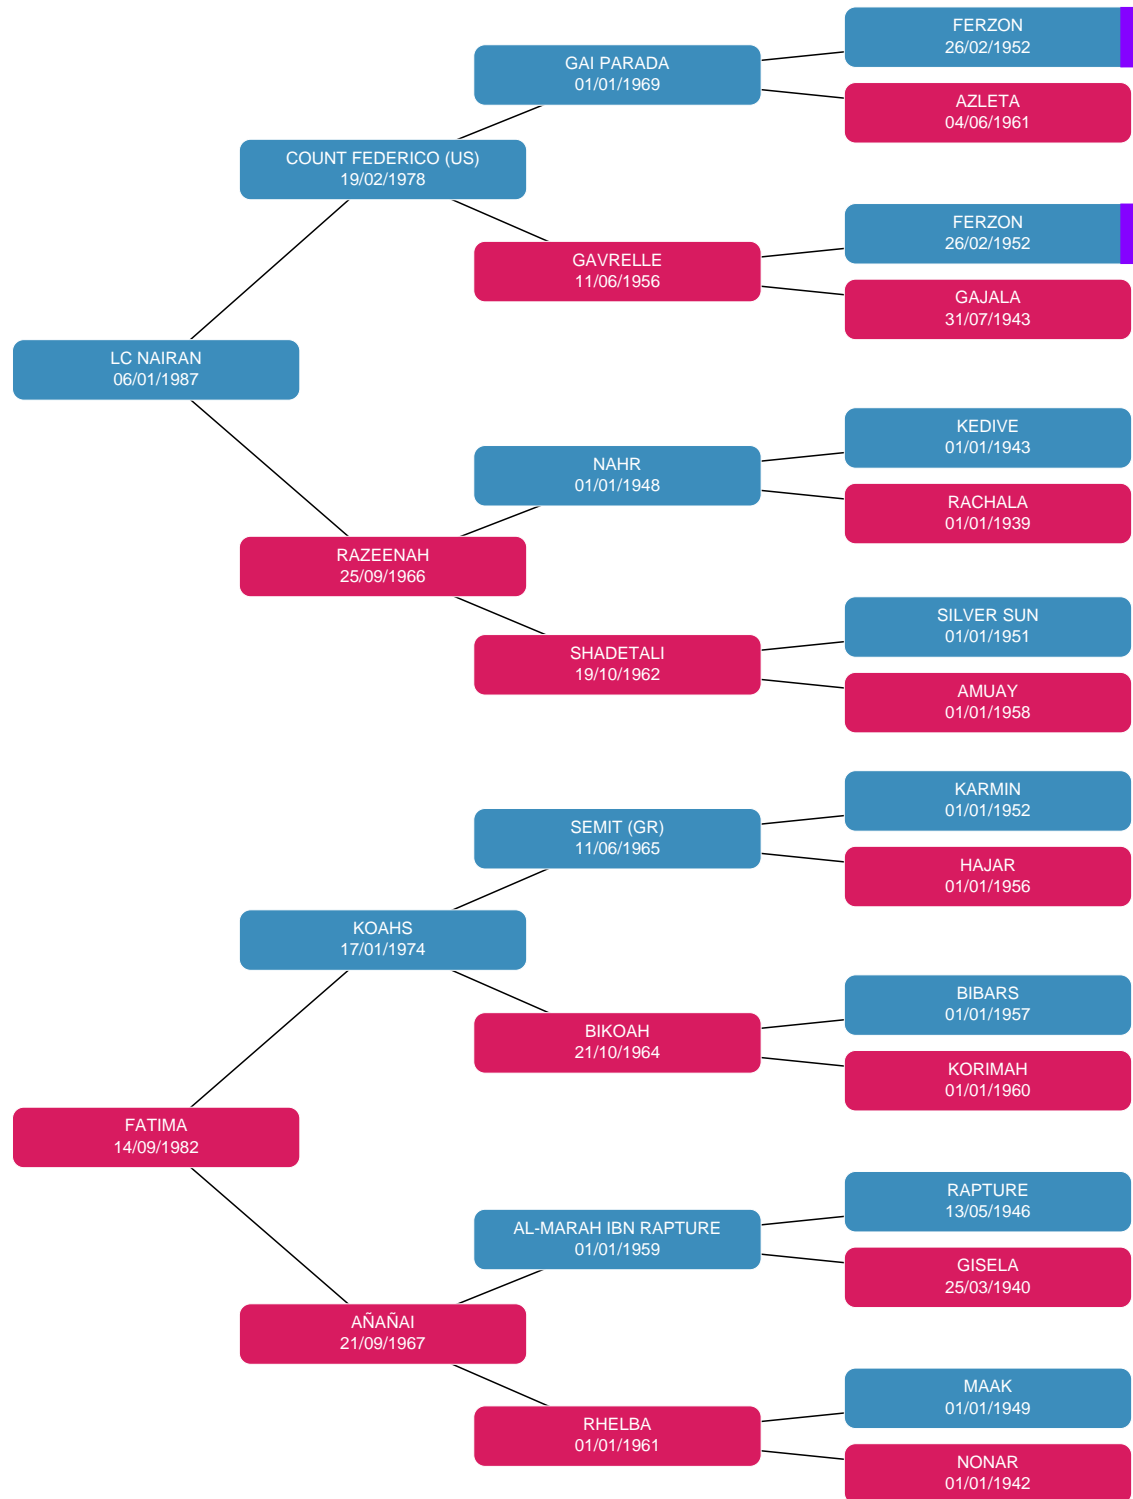 FERZON
26/02/1952
GAI PARADA
01/01/1969
AZLETA
04/06/1961
COUNT FEDERICO (US)
19/02/1978
FERZON
26/02/1952
GAVRELLE
11/06/1956
GAJALA
31/07/1943
LC NAIRAN
06/01/1987
KEDIVE
01/01/1943
NAHR
01/01/1948
RACHALA
01/01/1939
RAZEENAH
25/09/1966
SILVER SUN
01/01/1951
SHADETALI
19/10/1962
AMUAY
01/01/1958
KARMIN
01/01/1952
SEMIT (GR)
11/06/1965
HAJAR
01/01/1956
KOAHS
17/01/1974
BIBARS
01/01/1957
BIKOAH
21/10/1964
KORIMAH
01/01/1960
FATIMA
14/09/1982
RAPTURE
13/05/1946
AL-MARAH IBN RAPTURE
01/01/1959
GISELA
25/03/1940
AÑAÑAI
21/09/1967
MAAK
01/01/1949
RHELBA
01/01/1961
NONAR
01/01/1942